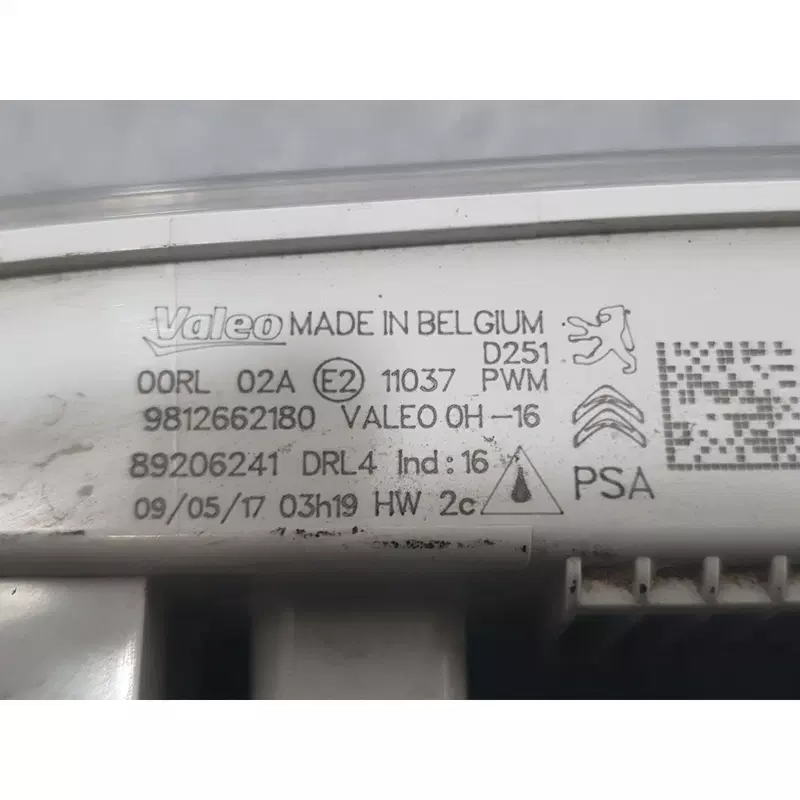 Valeo MADE IN BELGIUM
D251
00RL 02A E2 11037 PWM
9812662180 VALEO 0H-16
89206241 DRL4 Ind: 16
09/05/17 03h19 HW 2c
PSA